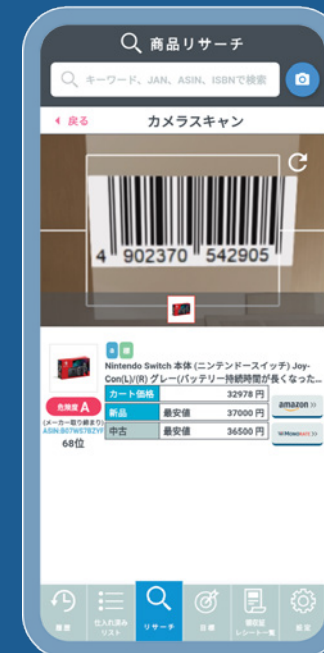 商品リサーチ
キーワード、JAN、ASIN、ISBNで検索
戻る
カメラスキャン
4 902370 542905
Nintendo Switch 本体 (ニンテンドースイッチ) Joy-
Con(L)/(R) グレー(バッテリー持続時間が長くなった…
危険度 A
(メーカー取り締まり)
ASIN:B07WS7BZYF
68位
カート価格 32978 円
新品 最安値 37000 円
中古 最安値 36500 円
amazon »
履歴
仕入れ済み
リスト
リサーチ
目標
領収証
レシート一覧
設定